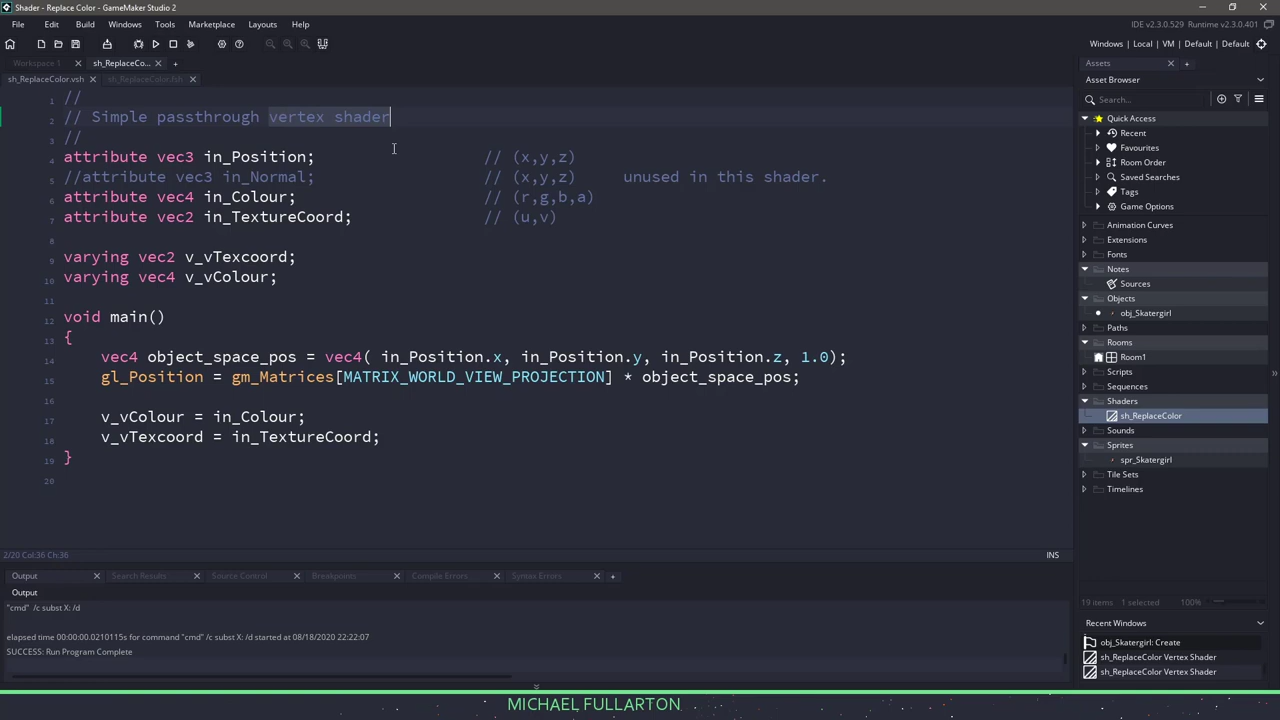 Shader - Replace Color - GameMaker Studio 2
File Edit Build Windows Tools Marketplace Layouts Help
IDE v2.3.0.529 Runtime v2.3.0.401
Windows | Local | VM | Default | Default
Workspace 1 sh_ReplaceCo...
sh_ReplaceColor.vsh sh_ReplaceColor.fsh
1 //
2 // Simple passthrough vertex shader
3 //
4 attribute vec3 in_Position; // (x,y,z)
5 //attribute vec3 in_Normal; // (x,y,z) unused in this shader.
6 attribute vec4 in_Colour; // (r,g,b,a)
7 attribute vec2 in_TextureCoord; // (u,v)
8
9 varying vec2 v_vTexcoord;
10 varying vec4 v_vColour;
11
12 void main()
13 {
14 vec4 object_space_pos = vec4( in_Position.x, in_Position.y, in_Position.z, 1.0);
15 gl_Position = gm_Matrices[MATRIX_WORLD_VIEW_PROJECTION] * object_space_pos;
16
17 v_vColour = in_Colour;
18 v_vTexcoord = in_TextureCoord;
19 }
20
2/20 Col:36 Ch:36 INS
Output Search Results Source Control Breakpoints Compile Errors Syntax Errors
Output
"cmd" /c subst X: /d
elapsed time 00:00:00.0210115s for command "cmd" /c subst X: /d started at 08/18/2020 22:22:07
SUCCESS: Run Program Complete
Assets
Asset Browser
Search...
Quick Access
Recent
Favourites
Room Order
Saved Searches
Tags
Game Options
Animation Curves
Extensions
Fonts
Notes
Sources
Objects
obj_Skatergirl
Paths
Rooms
Room1
Scripts
Sequences
Shaders
sh_ReplaceColor
Sounds
Sprites
spr_Skatergirl
Tile Sets
Timelines
19 items 1 selected 100%
Recent Windows
obj_Skatergirl: Create
sh_ReplaceColor Vertex Shader
sh_ReplaceColor Vertex Shader
MICHAEL FULLARTON